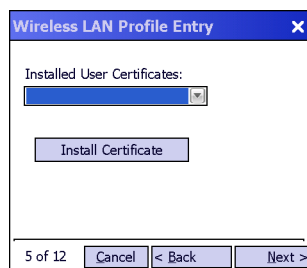 Wireless LAN Profile Entry X
Installed User Certificates:
Install Certificate
5 of 12 Cancel < Back Next >